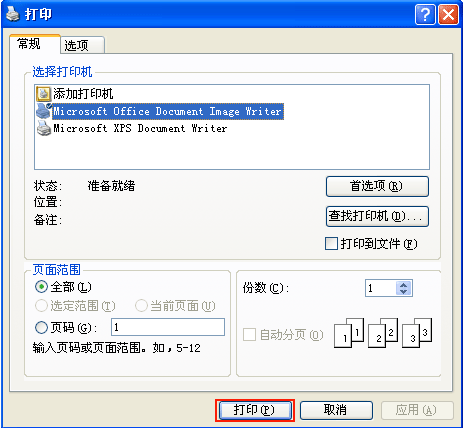 打印
常规
选项
选择打印机
添加打印机
Microsoft Office Document Image Writer
Microsoft XPS Document Writer
状态: 准备就绪
首选项(R)
位置:
查找打印机(D)...
备注:
打印到文件(F)
页面范围
全部(L)
选定范围(T) 当前页面(U)
页码(G): 1
输入页码或页面范围。如，5-12
份数(C): 1
自动分页(O)
1 1 2 2 3 3
打印(P) 取消 应用(A)